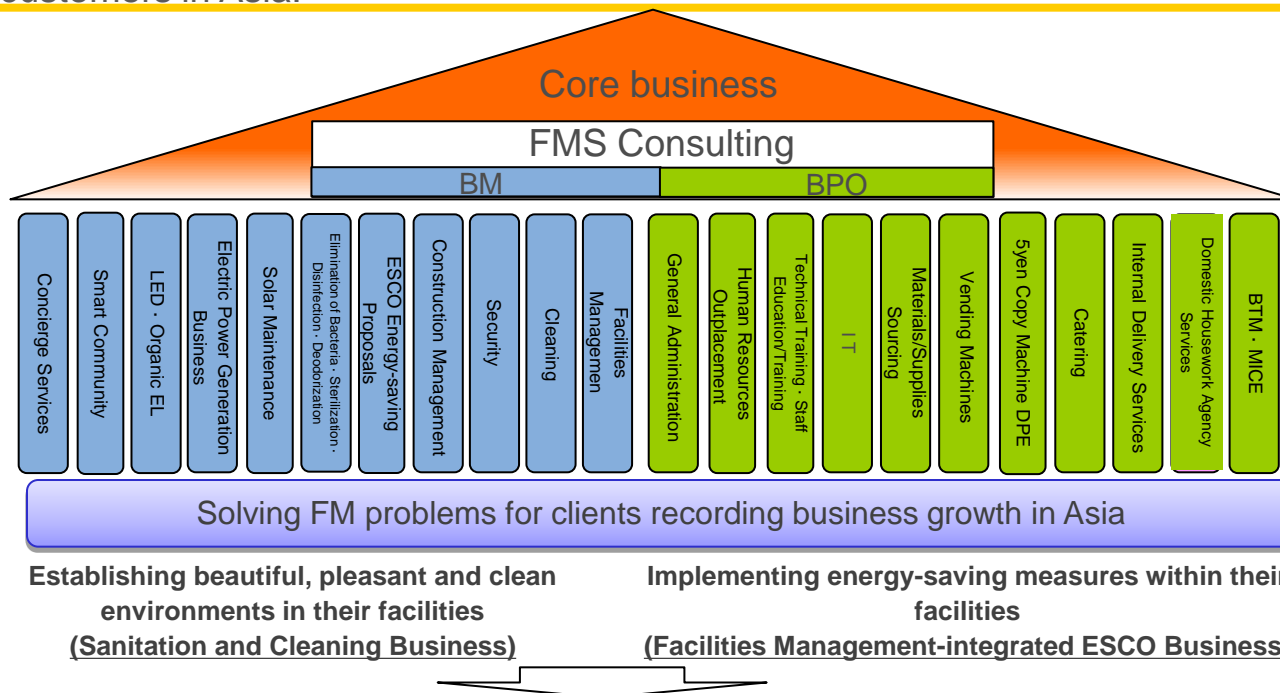 customers in Asia.
Core business
FMS Consulting
BM
BPO
Concierge Services
Smart Community
LED・Organic EL
Electric Power Generation
Business
Solar Maintenance
Elimination of Bacteria・Sterilization・
Disinfection・Deodorization
ESCO Energy-saving
Proposals
Construction Management
Security
Cleaning
Facilities
Managemen
General Administration
Human Resources
Outplacement
Technical Training・Staff
Education/Training
IT
Materials/Supplies
Sourcing
Vending Machines
5yen Copy Machine DPE
Catering
Internal Delivery Services
Domestic Housework Agency
Services
BTM・MICE
Solving FM problems for clients recording business growth in Asia
Establishing beautiful, pleasant and clean
environments in their facilities
(Sanitation and Cleaning Business)
Implementing energy-saving measures within their
facilities
(Facilities Management-integrated ESCO Business